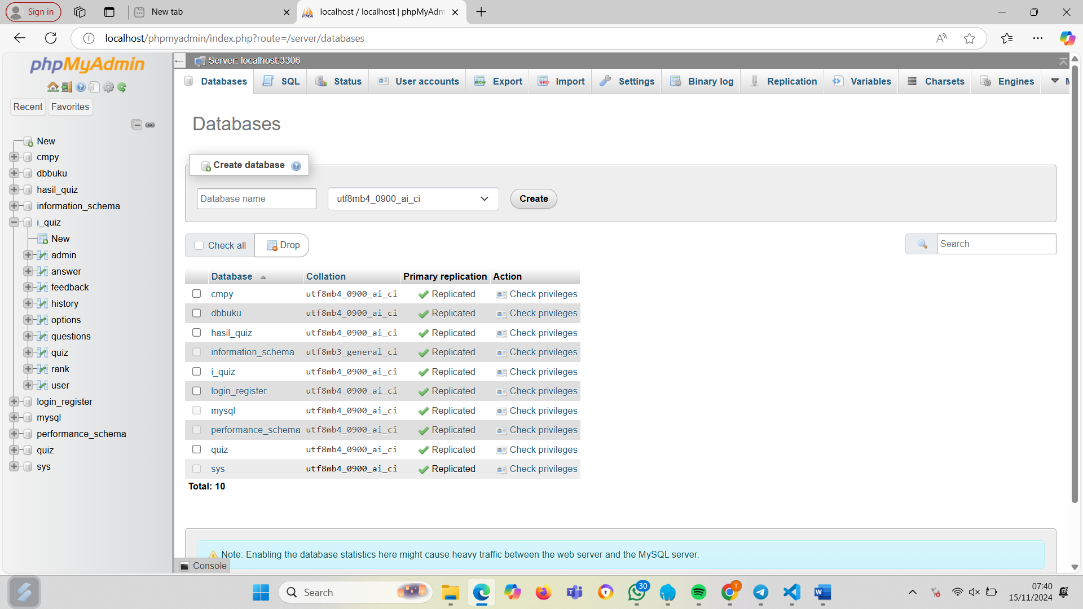 Sign in
New tab
localhost / localhost | phpMyAdm
localhost/phpmyadmin/index.php?route=/server/databases
phpMyAdmin
Recent
Favorites
New
cmpy
dbbuku
hasil_quiz
information_schema
i_quiz
New
admin
answer
feedback
history
options
questions
quiz
rank
user
login_register
mysql
performance_schema
quiz
sys
Server: localhost:3306
Databases SQL Status User accounts Export Import Settings Binary log Replication Variables Charsets Engines M
Databases
Create database
Database name utf8mb4_0900_ai_ci Create
Check all Drop Search
Database Collation Primary replication Action
cmpy utf8mb4_0900_ai_ci Replicated Check privileges
dbbuku utf8mb4_0900_ai_ci Replicated Check privileges
hasil_quiz utf8mb4_0900_ai_ci Replicated Check privileges
information_schema utf8mb3_general_ci Replicated Check privileges
i_quiz utf8mb4_0900_ai_ci Replicated Check privileges
login_register utf8mb4_0900_ai_ci Replicated Check privileges
mysql utf8mb4_0900_ai_ci Replicated Check privileges
performance_schema utf8mb4_0900_ai_ci Replicated Check privileges
quiz utf8mb4_0900_ai_ci Replicated Check privileges
sys utf8mb4_0900_ai_ci Replicated Check privileges
Total: 10
Note: Enabling the database statistics here might cause heavy traffic between the web server and the MySQL server.
Console
Search
30
07:40
15/11/2024